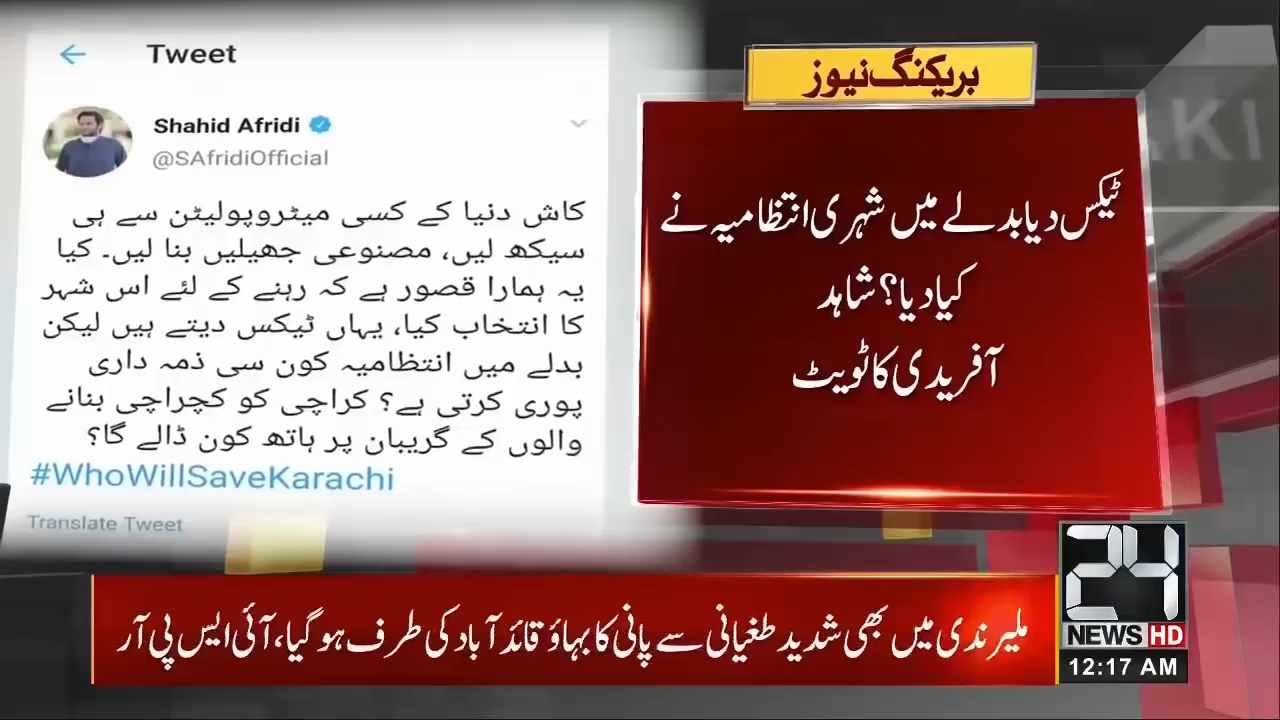 Tweet
Shahid Afridi
@SAfridiOfficial
کاش دنیا کے کسی میٹروپولیٹن سے ہی
سیکھ لیں، مصنوعی جھیلیں بنا لیں۔ کیا
یہ ہمارا قصور ہے کہ رہنے کے لئے اس شہر
کا انتخاب کیا، یہاں ٹیکس دیتے ہیں لیکن
بدلے میں انتظامیہ کون سی ذمہ داری
پوری کرتی ہے؟ کراچی کو کچراچی بنانے
والوں کے گریبان پر ہاتھ کون ڈالے گا؟
#WhoWillSaveKarachi
Translate Tweet
بریکنگ نیوز
ٹیکس دیا بدلے میں شہری انتظامیہ نے
کیا دیا؟ شاہد
آفریدی کا ٹویٹ
KI
ملیر ندی میں بھی شدید طغیانی سے پانی کا بہاؤ قائد آباد کی طرف ہو گیا، آئی ایس پی آر
24
NEWS HD
12:17 AM